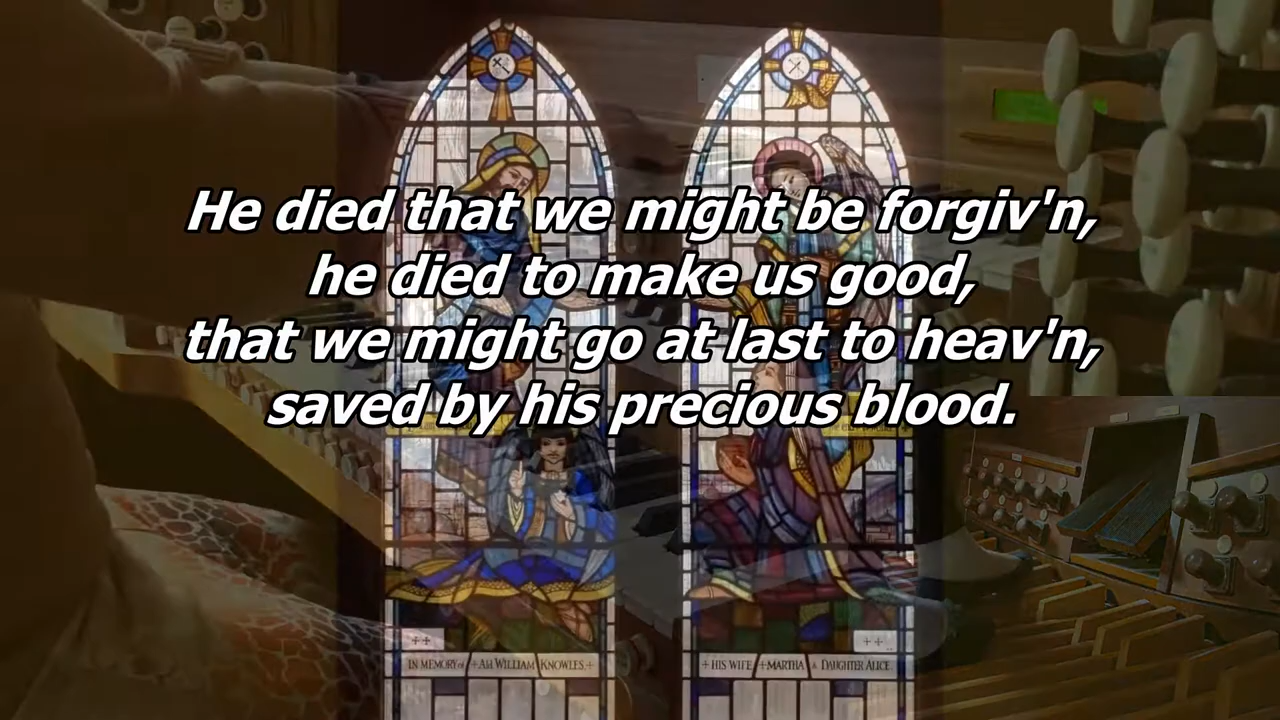 He died that we might be forgiv'n,
he died to make us good,
that we might go at last to heav'n,
saved by his precious blood.
IN MEMORY of + AH WILLIAM KNOWLES. +
+ HIS WIFE + MARTHA & DAUGHTER ALICE.